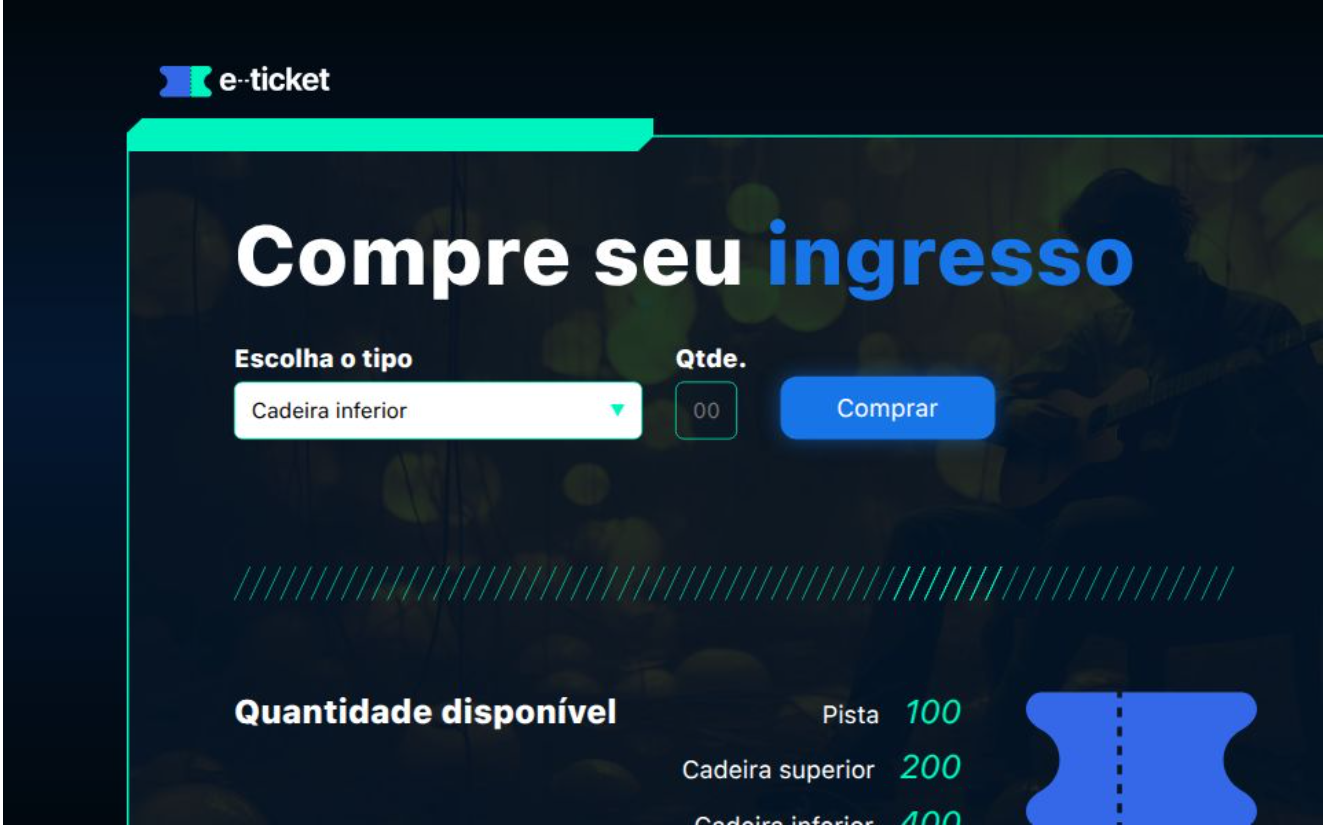 e--ticket
Compre seu ingresso
Escolha o tipo
Qtde.
Cadeira inferior
00
Comprar
Quantidade disponível
Pista 100
Cadeira superior 200
Cadeira inferior 400